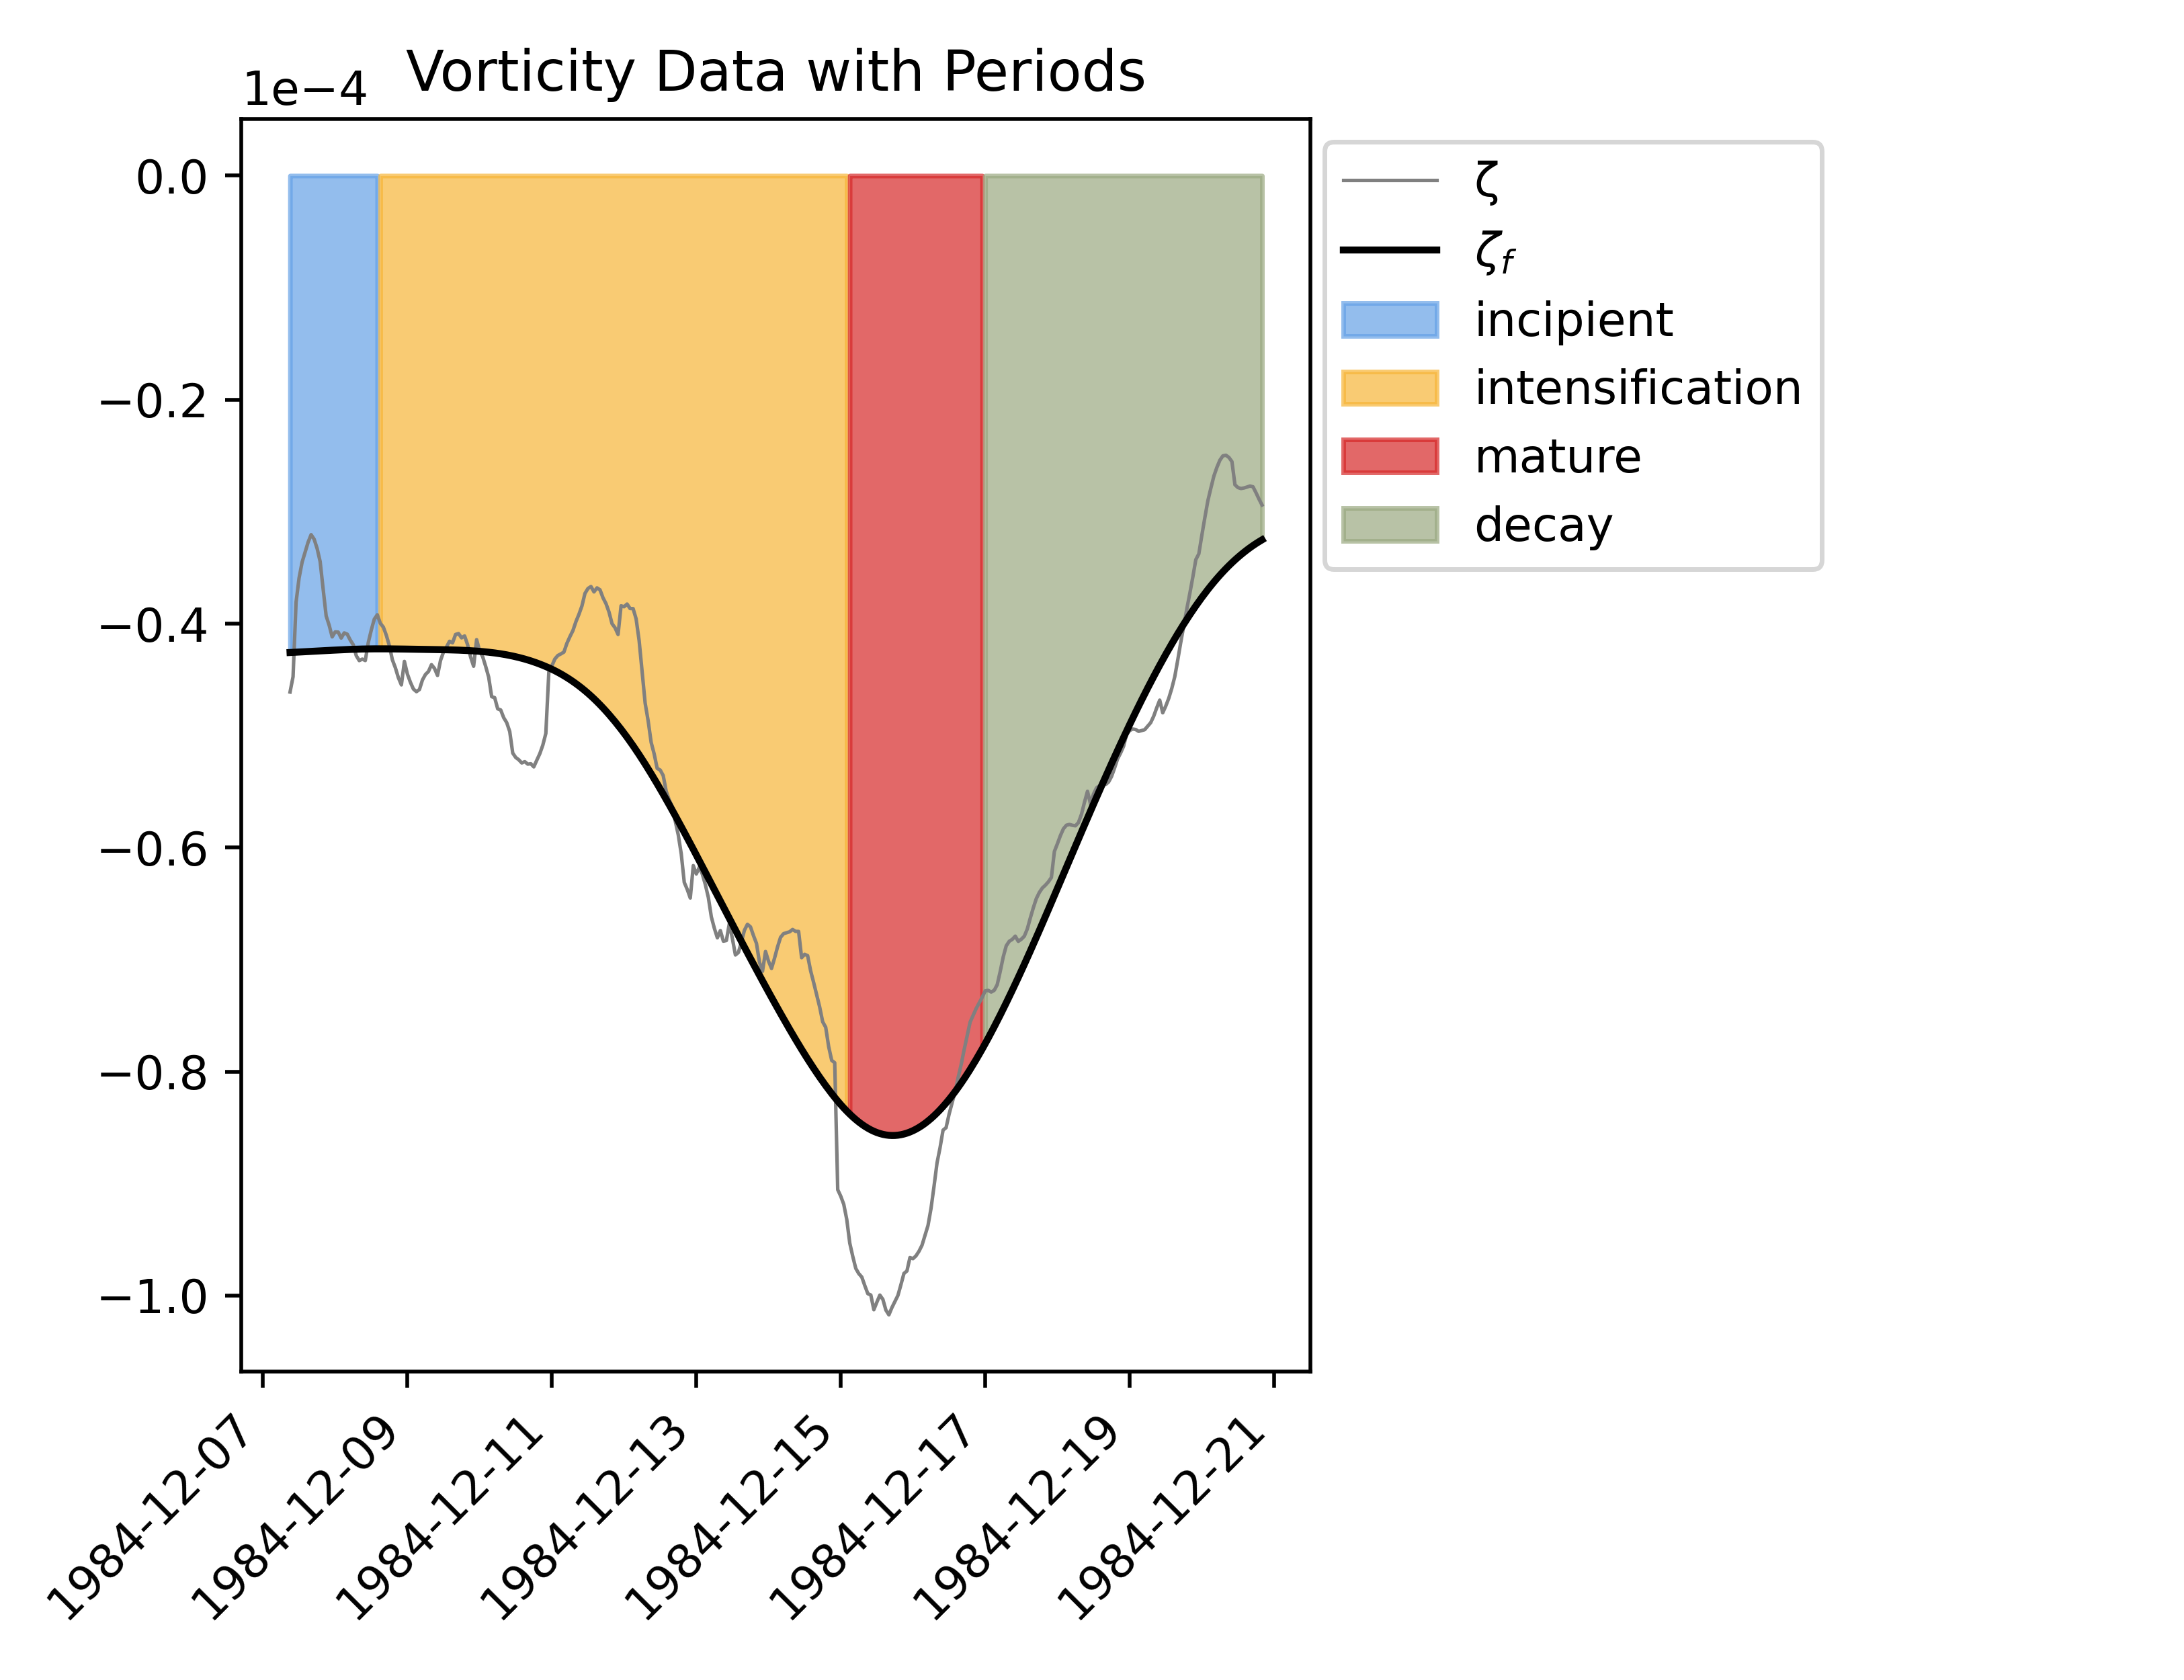 Vorticity Data with Periods
1e−4
0.0
−0.2
−0.4
−0.6
−0.8
−1.0
1984-12-07
1984-12-09
1984-12-11
1984-12-13
1984-12-15
1984-12-17
1984-12-19
1984-12-21
ζ
ζf
incipient
intensification
mature
decay